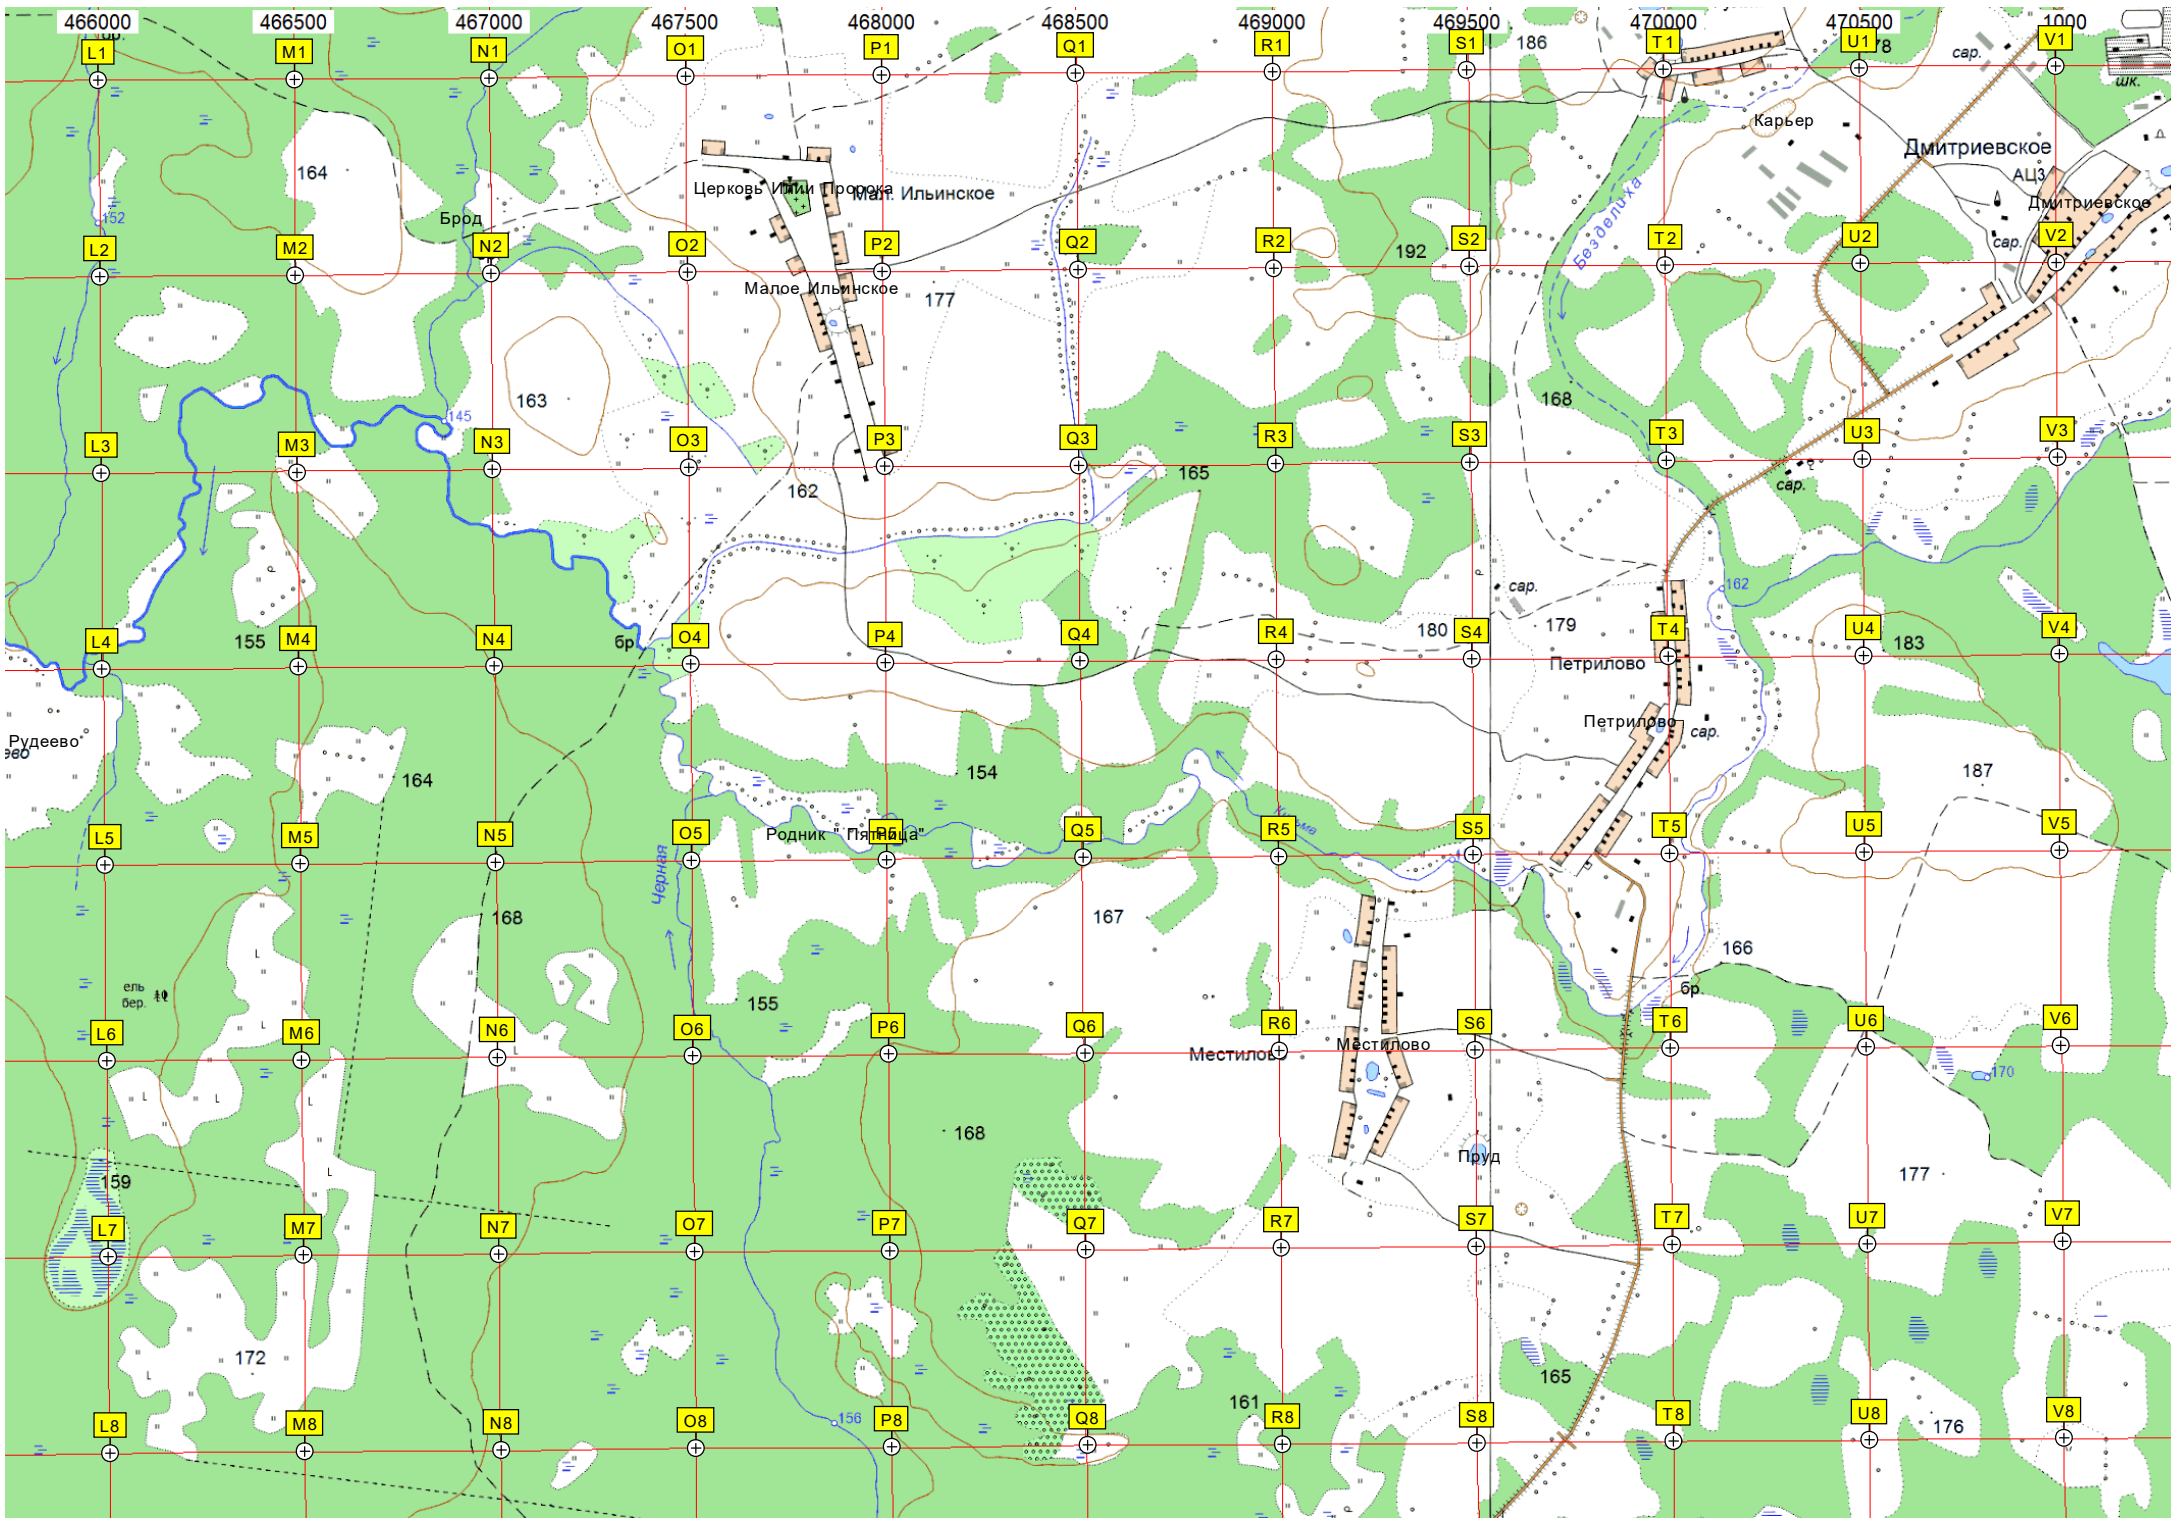 466000 466500 467000 467500 468000 468500 469000 469500 470000 470500 1000
L1 M1 N1 O1 P1 Q1 R1 S1 186 T1 U1 78 сар. V1
шк.
Карьер
Дмитриевское
164
Церковь Илии Пророка
Мал. Ильинское
АЦЗ
Дмитриевское
152
Брод
Безделиха
L2 M2 N2 O2 P2 Q2 R2 192 S2 T2 U2 сар. V2
Малое Ильинское
177
163
145
168
L3 M3 N3 O3 P3 Q3 R3 S3 T3 U3 V3
162
165
сар.
сар.
162
L4 155 M4 N4 бр. O4 P4 Q4 R4 180 S4 179 T4 U4 183 V4
Петрилово
Петрилово
сар.
Рудеево
ево
164
154
187
L5 M5 N5 O5 Родник " Пятница" P5 Q5 R5 S5 T5 U5 V5
Черная
168
167
166
ель
бер.
155
бр.
L6 M6 N6 O6 P6 Q6 R6 S6 T6 U6 V6
Местилово
Местилово
170
168
Пруд
159
177
L7 M7 N7 O7 P7 Q7 R7 S7 T7 U7 V7
172
165
161
156
176
L8 M8 N8 O8 P8 Q8 R8 S8 T8 U8 V8